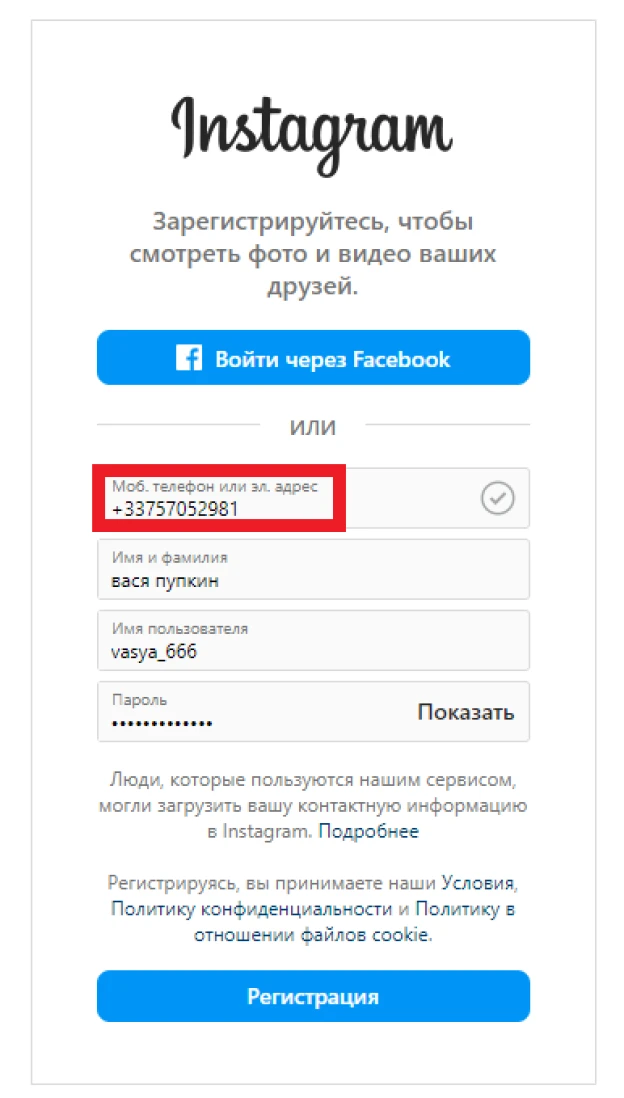 Instagram
Зарегистрируйтесь, чтобы
смотреть фото и видео ваших
друзей.
Войти через Facebook
ИЛИ
Моб. телефон или эл. адрес
+33757052981
Имя и фамилия
вася пупкин
Имя пользователя
vasya_666
Пароль
•••••••••••••
Показать
Люди, которые пользуются нашим сервисом,
могли загрузить вашу контактную информацию
в Instagram. Подробнее
Регистрируясь, вы принимаете наши Условия,
Политику конфиденциальности и Политику в
отношении файлов cookie.
Регистрация